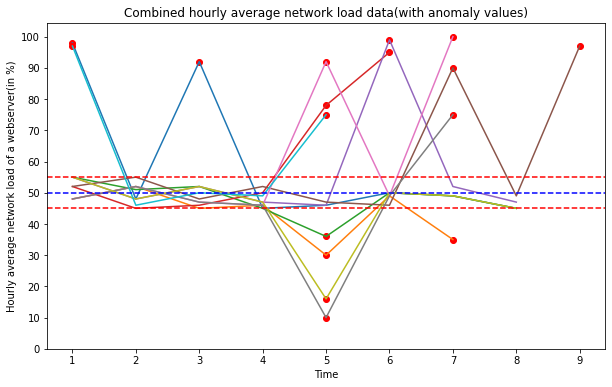 Combined hourly average network load data(with anomaly values)
Hourly average network load of a webserver(in %)
100
90
80
70
60
50
40
30
20
10
0
1 2 3 4 5 6 7 8 9
Time